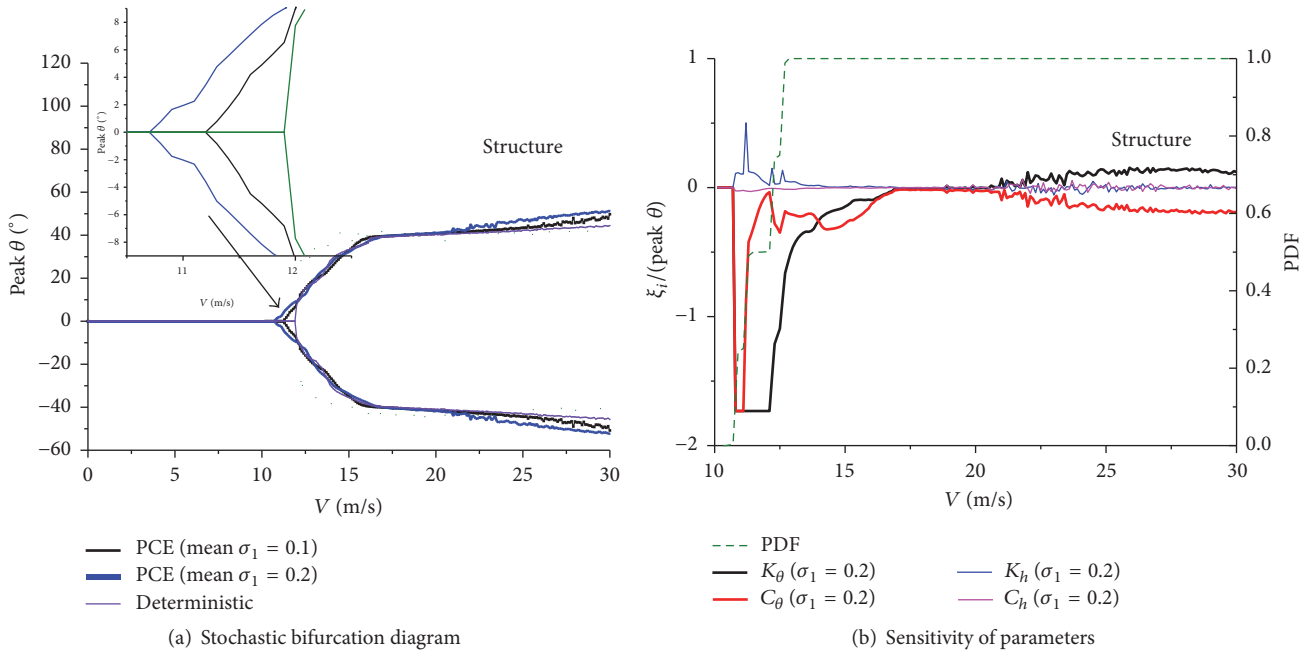 8
6
4
2
0
−2
−4
−6
−8
Peak θ (°)
11
12
V (m/s)
120
100
80
60
40
20
0
−20
−40
−60
Peak θ (°)
Structure
0
5
10
15
20
25
30
V (m/s)
PCE (mean σ₁ = 0.1)
PCE (mean σ₁ = 0.2)
Deterministic
(a) Stochastic bifurcation diagram
1
0
−1
−2
ξᵢ/(peak θ)
Structure
1.0
0.8
0.6
0.4
0.2
0.0
PDF
10
15
20
25
30
V (m/s)
PDF
K_θ (σ₁ = 0.2)
K_h (σ₁ = 0.2)
C_θ (σ₁ = 0.2)
C_h (σ₁ = 0.2)
(b) Sensitivity of parameters